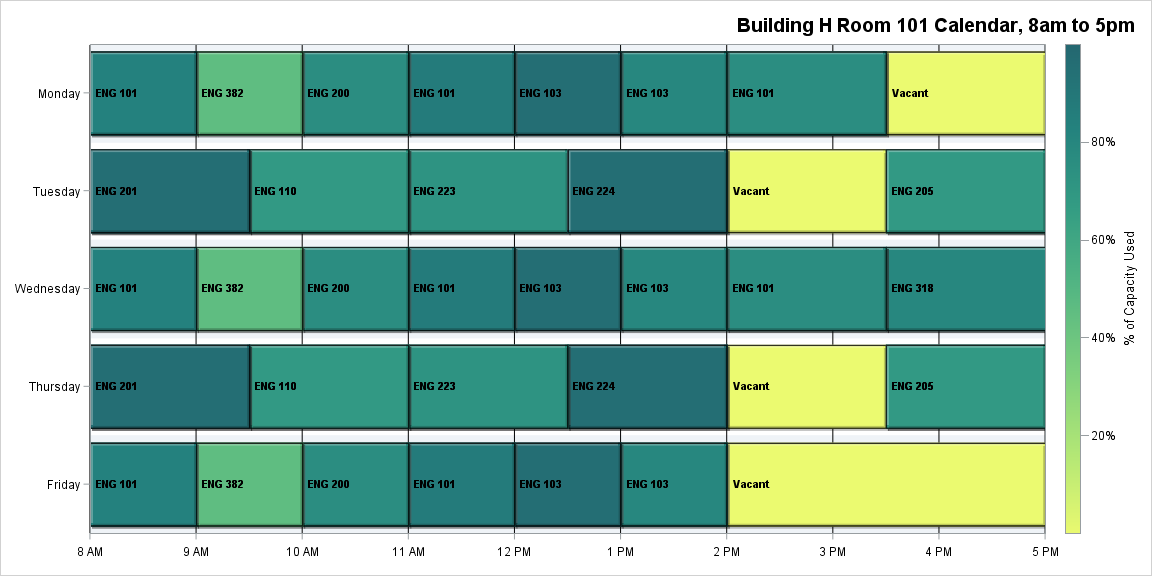 Building H Room 101 Calendar, 8am to 5pm
Monday
ENG 101
ENG 382
ENG 200
ENG 101
ENG 103
ENG 103
ENG 101
Vacant
Tuesday
ENG 201
ENG 110
ENG 223
ENG 224
Vacant
ENG 205
Wednesday
ENG 101
ENG 382
ENG 200
ENG 101
ENG 103
ENG 103
ENG 101
ENG 318
Thursday
ENG 201
ENG 110
ENG 223
ENG 224
Vacant
ENG 205
Friday
ENG 101
ENG 382
ENG 200
ENG 101
ENG 103
ENG 103
Vacant
8 AM
9 AM
10 AM
11 AM
12 PM
1 PM
2 PM
3 PM
4 PM
5 PM
80%
60%
40%
20%
% of Capacity Used